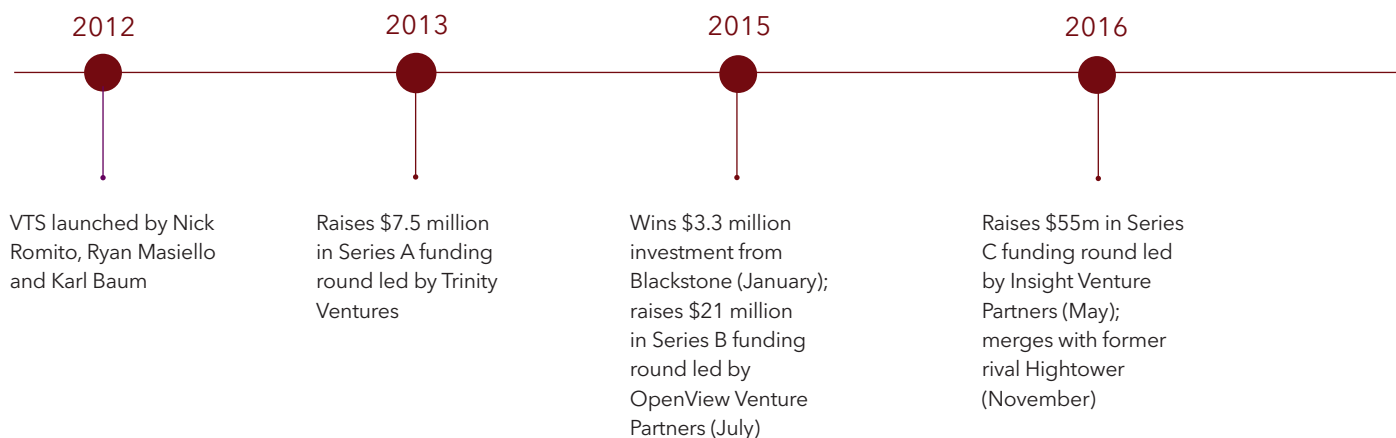 2012
VTS launched by Nick
Romito, Ryan Masiello
and Karl Baum
2013
Raises $7.5 million
in Series A funding
round led by Trinity
Ventures
2015
Wins $3.3 million
investment from
Blackstone (January);
raises $21 million
in Series B funding
round led by
OpenView Venture
Partners (July)
2016
Raises $55m in Series
C funding round led
by Insight Venture
Partners (May);
merges with former
rival Hightower
(November)